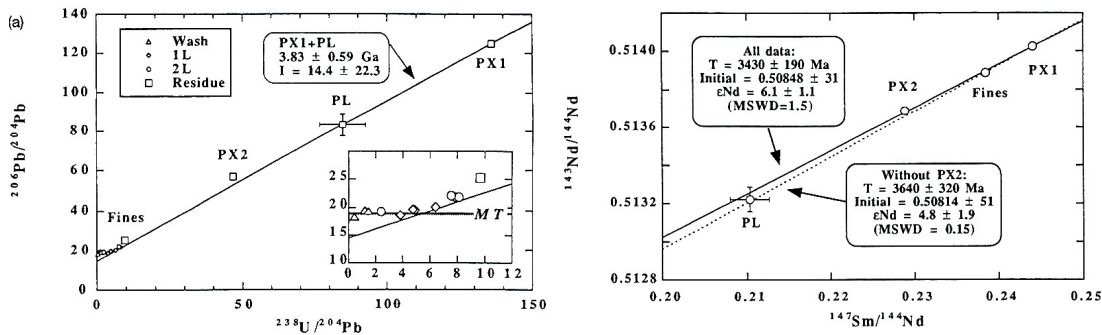 (a)
206Pb/204Pb
140
120
100
80
60
40
20
0
Wash
1L
2L
Residue
PX1+PL
3.83 ± 0.59 Ga
I = 14.4 ± 22.3
PX1
PL
PX2
Fines
25
20
15
10
MT
0 2 4 6 8 10 12
0 50 100 150
238U/204Pb
143Nd/144Nd
0.5140
0.5136
0.5132
0.5128
All data:
T = 3430 ± 190 Ma
Initial = 0.50848 ± 31
εNd = 6.1 ± 1.1
(MSWD=1.5)
PX2
PX1
Fines
Without PX2:
T = 3640 ± 320 Ma
Initial = 0.50814 ± 51
εNd = 4.8 ± 1.9
(MSWD = 0.15)
PL
0.20 0.21 0.22 0.23 0.24 0.25
147Sm/144Nd